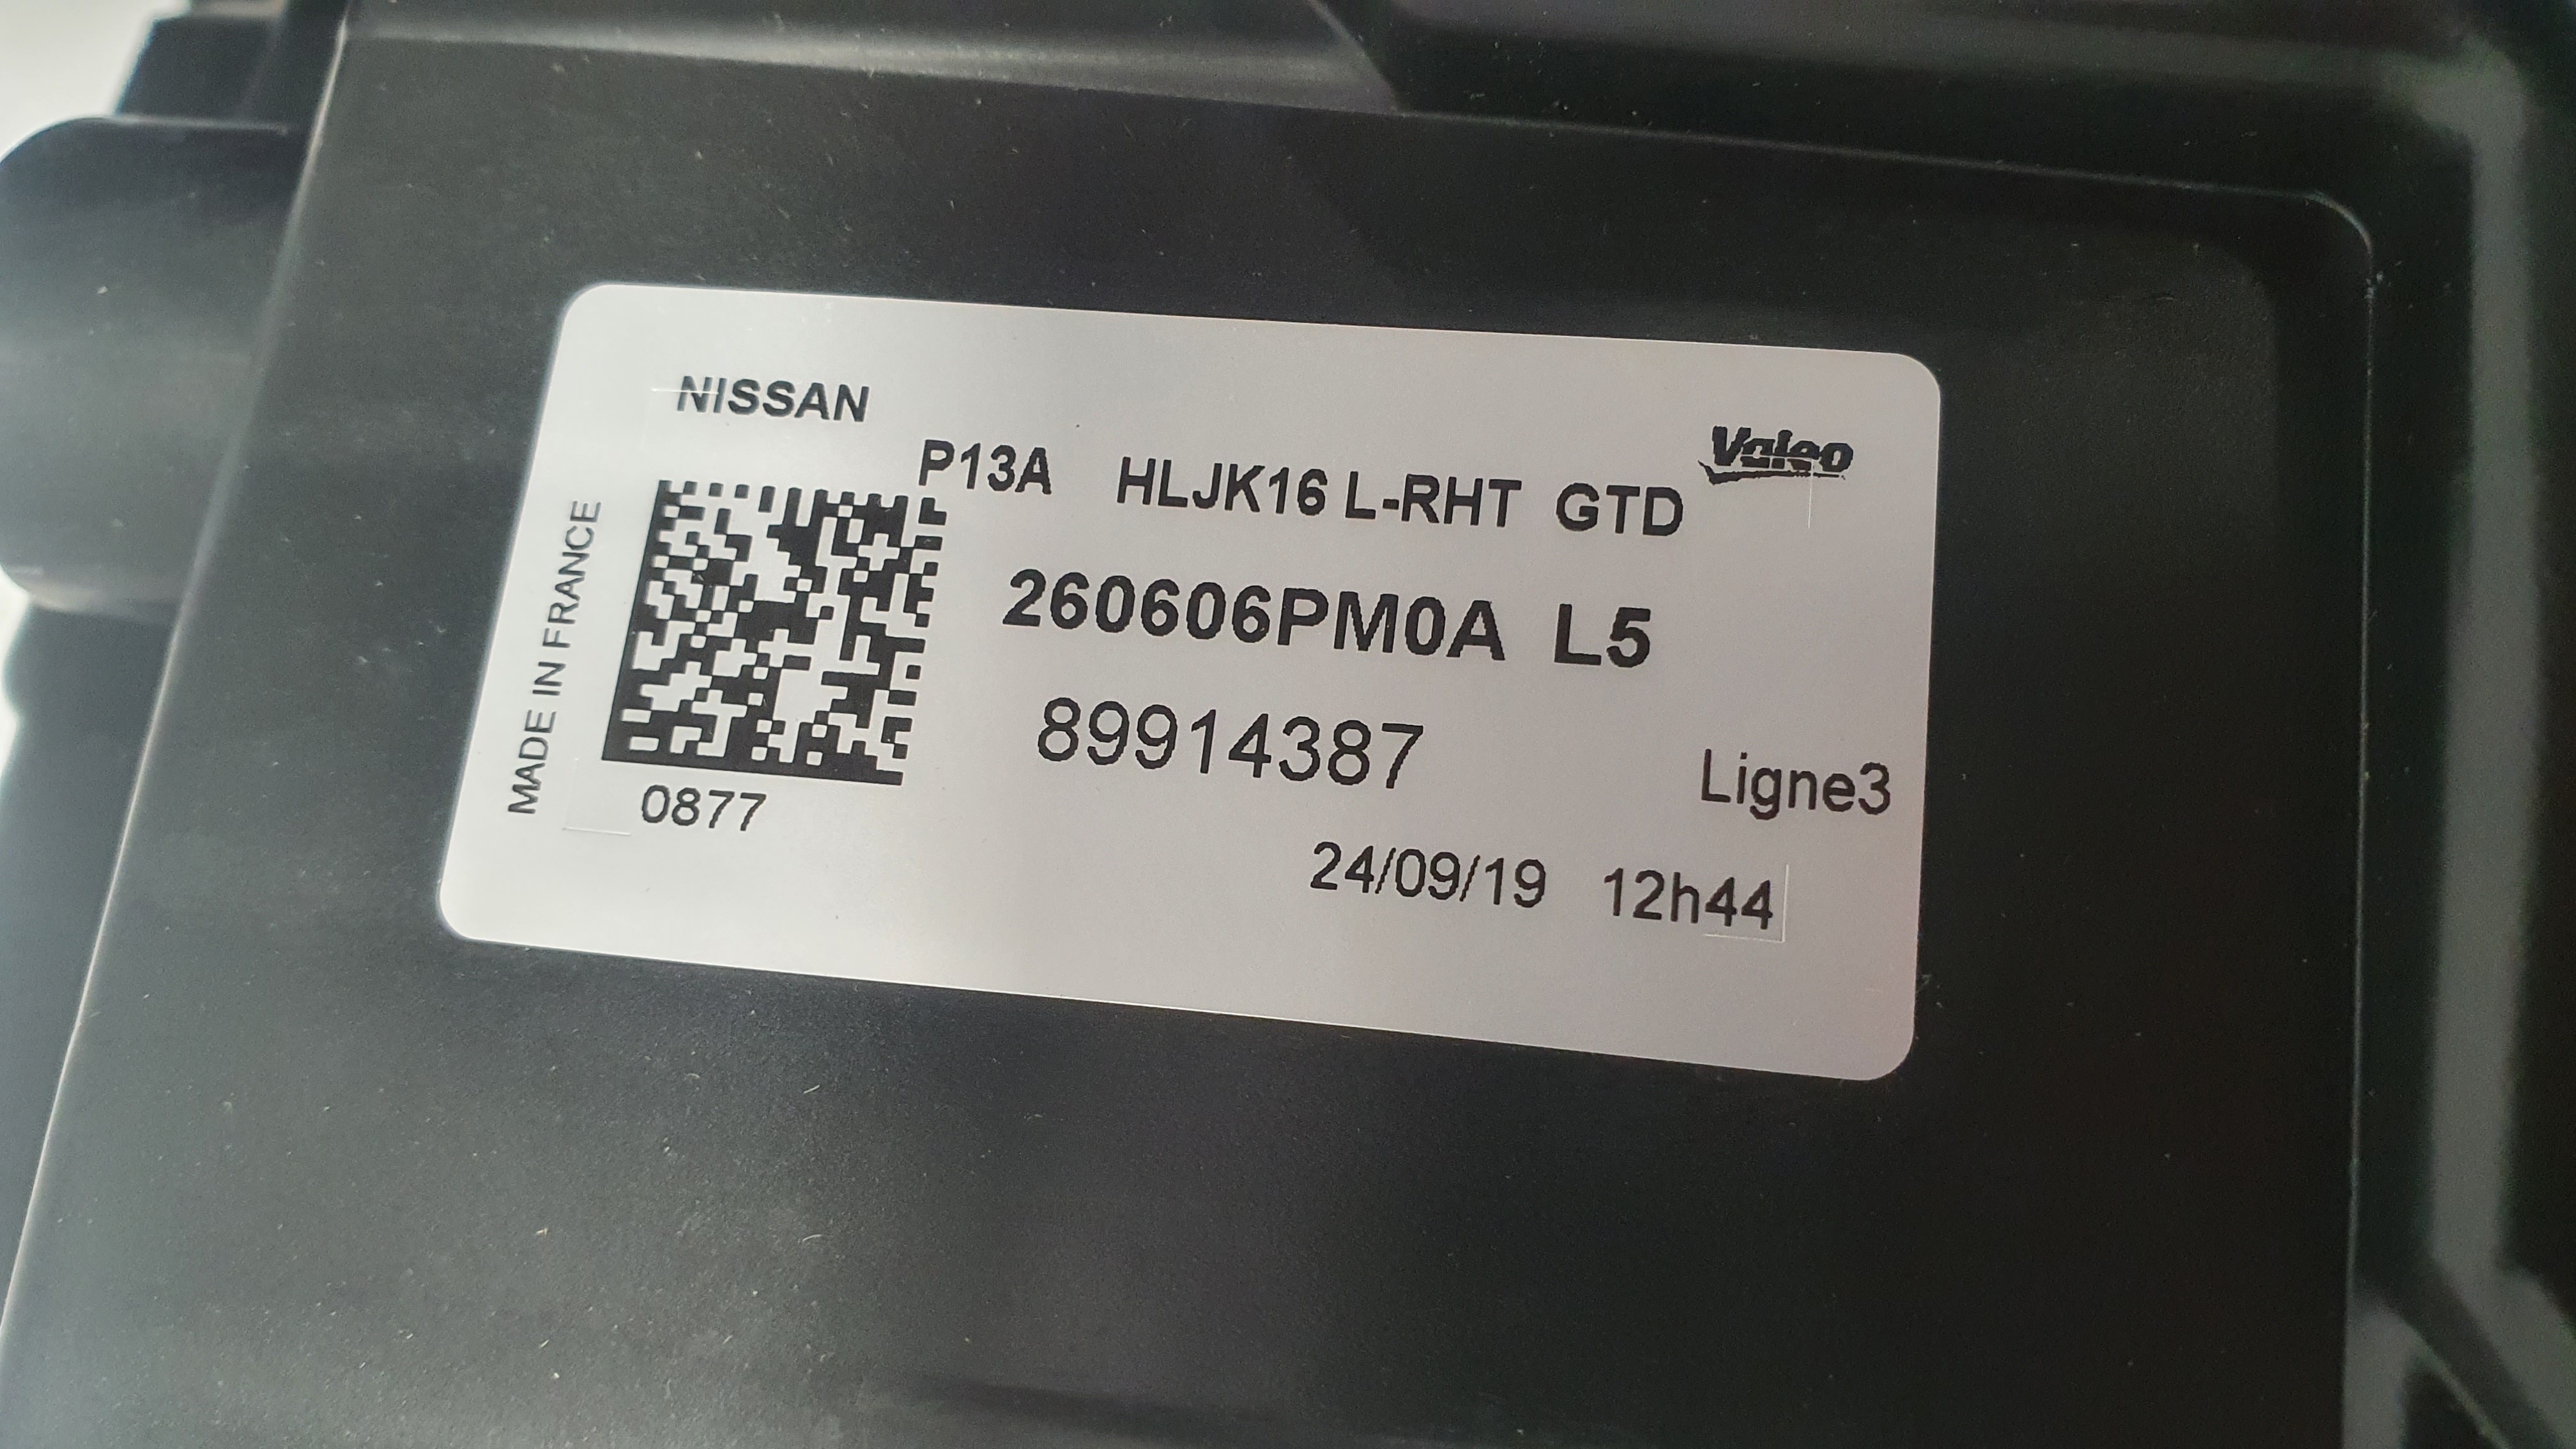 NISSAN
Valeo
P13A HLJK16 L-RHT GTD
MADE IN FRANCE
260606PM0A L5
89914387
Ligne3
0877
24/09/19 12h44